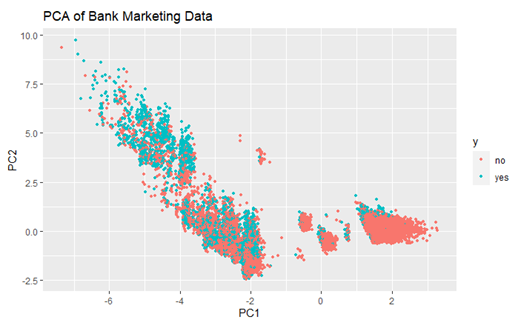 PCA of Bank Marketing Data
10.0
7.5
5.0
2.5
0.0
-2.5
PC2
-6
-4
-2
0
2
PC1
y
no
yes